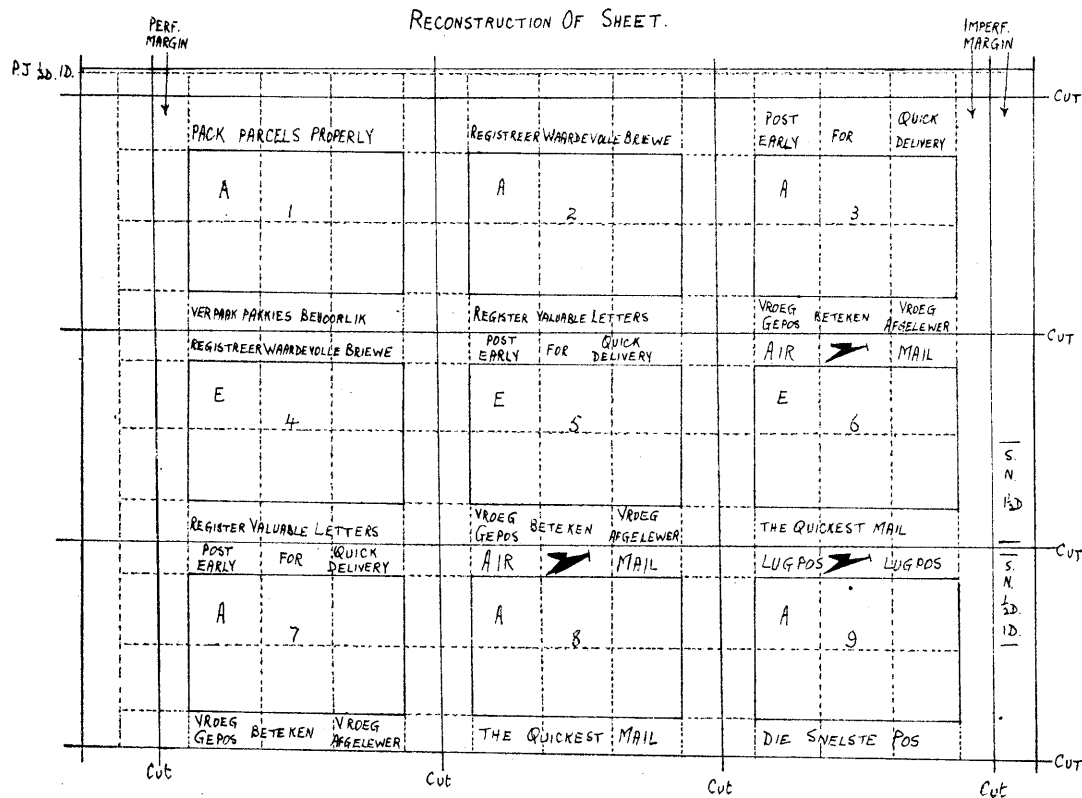 RECONSTRUCTION OF SHEET.
PERF.
MARGIN
IMPERF.
MARGIN
P.J ½D. 1D.
CUT
PACK PARCELS PROPERLY
REGISTREER WAARDEVOLLE BRIEWE
POST EARLY FOR QUICK DELIVERY
A
1
A
2
A
3
VERPAAK PAKKIES BEHOORLIK
REGISTER VALUABLE LETTERS
VROEG GEPOS BETEKEN VROEG AFGELEWER
CUT
REGISTREER WAARDEVOLLE BRIEWE
POST EARLY FOR QUICK DELIVERY
AIR MAIL
E
4
E
5
E
6
S.
N.
1½D
REGISTER VALUABLE LETTERS
VROEG GEPOS BETEKEN VROEG AFGELEWER
THE QUICKEST MAIL
CUT
POST EARLY FOR QUICK DELIVERY
AIR MAIL
LUGPOS LUGPOS
S.
N.
½D.
1D.
A
7
A
8
A
9
VROEG GEPOS BETEKEN VROEG AFGELEWER
THE QUICKEST MAIL
DIE SNELSTE POS
CUT
Cut
Cut
Cut
Cut